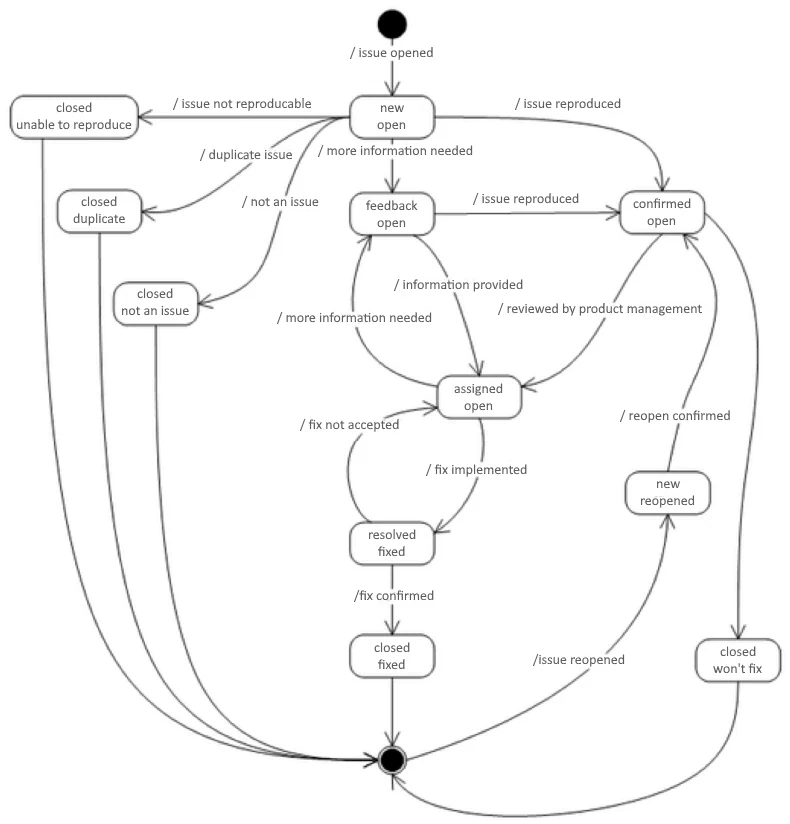 / issue opened
closed
unable to reproduce
/ issue not reproducable
new
open
/ issue reproduced
/ duplicate issue
/ more information needed
closed
duplicate
/ not an issue
feedback
open
/ issue reproduced
confirmed
open
closed
not an issue
/ information provided
/ more information needed
/ reviewed by product management
assigned
open
/ fix not accepted
/ reopen confirmed
/ fix implemented
new
reopened
resolved
fixed
/fix confirmed
closed
fixed
/issue reopened
closed
won't fix